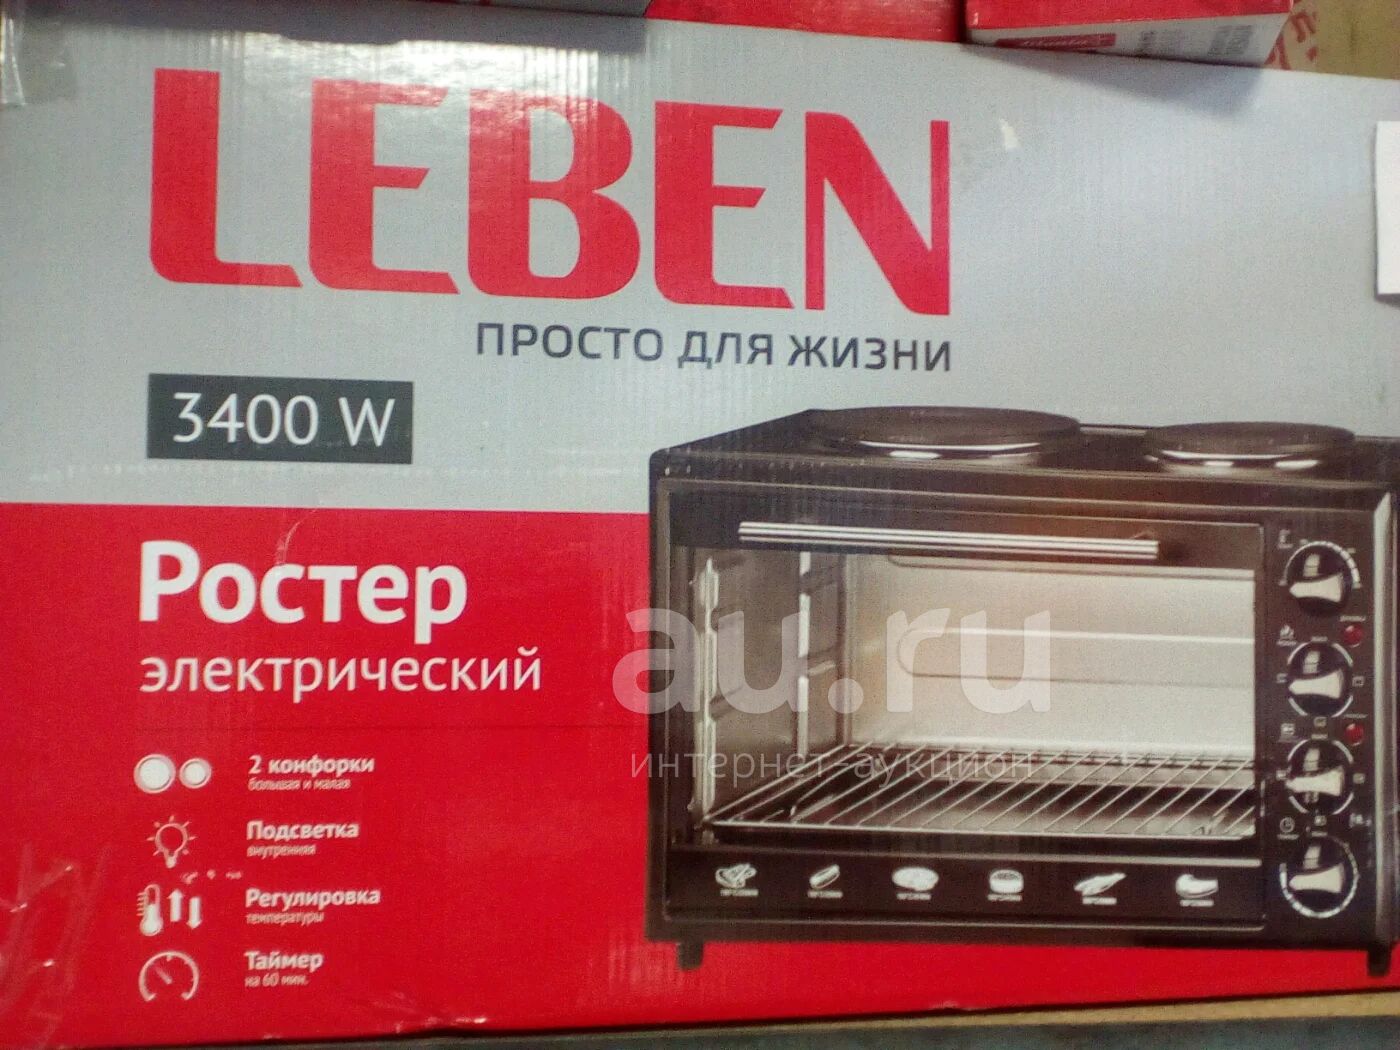 LEBEN
ПРОСТО ДЛЯ ЖИЗНИ
3400 W
Ростер
электрический
2 конфорки
большая и малая
Подсветка
внутренняя
Регулировка
температуры
Таймер
на 60 мин.
au.ru
интернет-аукцион